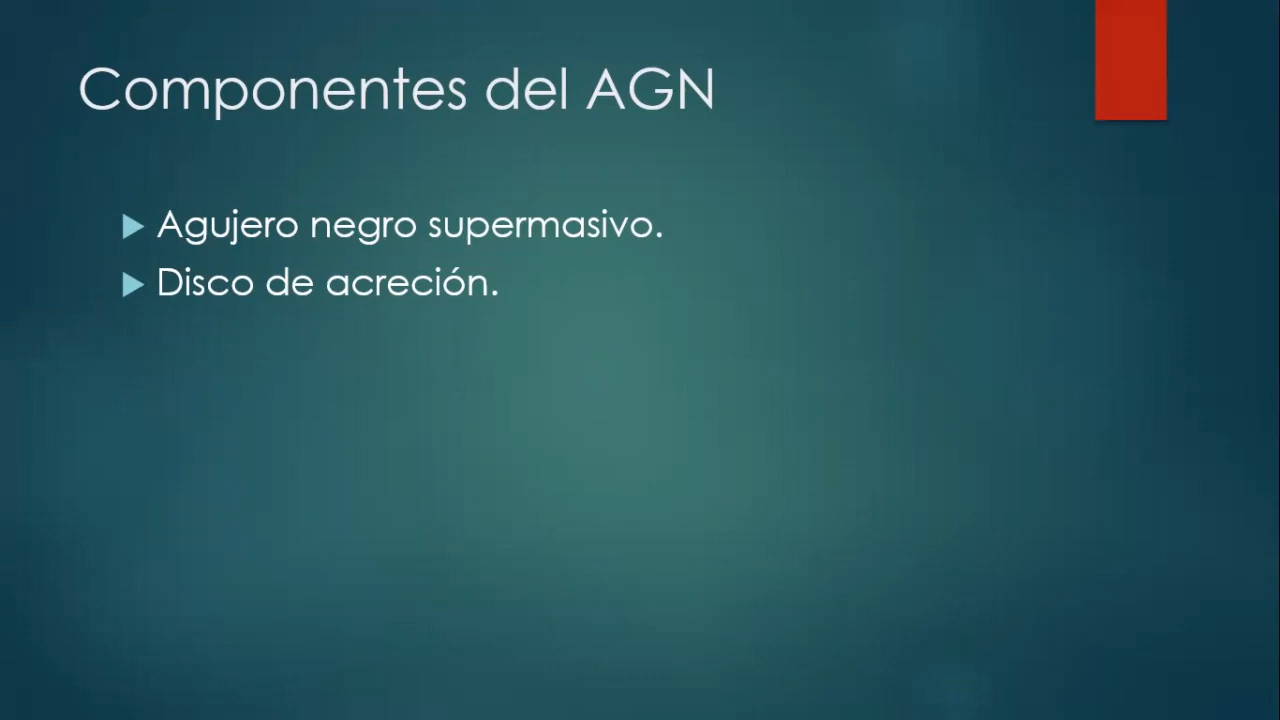 Componentes del AGN
Agujero negro supermasivo.
Disco de acreción.